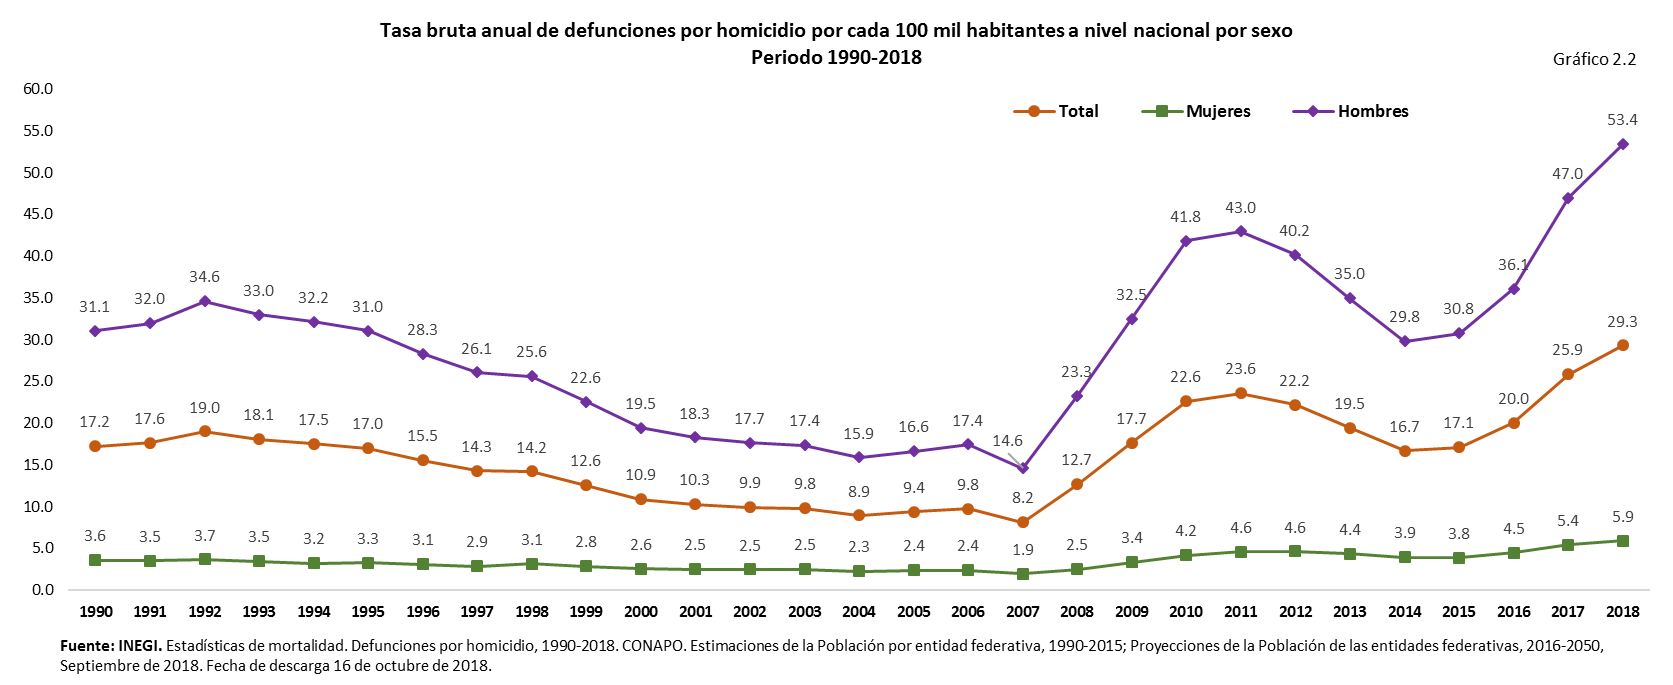 Tasa bruta anual de defunciones por homicidio por cada 100 mil habitantes a nivel nacional por sexo
Periodo 1990-2018
Gráfico 2.2
Total Mujeres Hombres
60.0
55.0
50.0
45.0
40.0
35.0
30.0
25.0
20.0
15.0
10.0
5.0
0.0
31.1 32.0 34.6 33.0 32.2 31.0 28.3 26.1 25.6 22.6 19.5 18.3 17.7 17.4 15.9 16.6 17.4 14.6 23.3 32.5 41.8 43.0 40.2 35.0 29.8 30.8 36.1 47.0 53.4
17.2 17.6 19.0 18.1 17.5 17.0 15.5 14.3 14.2 12.6 10.9 10.3 9.9 9.8 8.9 9.4 9.8 8.2 12.7 17.7 22.6 23.6 22.2 19.5 16.7 17.1 20.0 25.9 29.3
3.6 3.5 3.7 3.5 3.2 3.3 3.1 2.9 3.1 2.8 2.6 2.5 2.5 2.5 2.3 2.4 2.4 1.9 2.5 3.4 4.2 4.6 4.6 4.4 3.9 3.8 4.5 5.4 5.9
1990 1991 1992 1993 1994 1995 1996 1997 1998 1999 2000 2001 2002 2003 2004 2005 2006 2007 2008 2009 2010 2011 2012 2013 2014 2015 2016 2017 2018
Fuente: INEGI. Estadísticas de mortalidad. Defunciones por homicidio, 1990-2018. CONAPO. Estimaciones de la Población por entidad federativa, 1990-2015; Proyecciones de la Población de las entidades federativas, 2016-2050,
Septiembre de 2018. Fecha de descarga 16 de octubre de 2018.